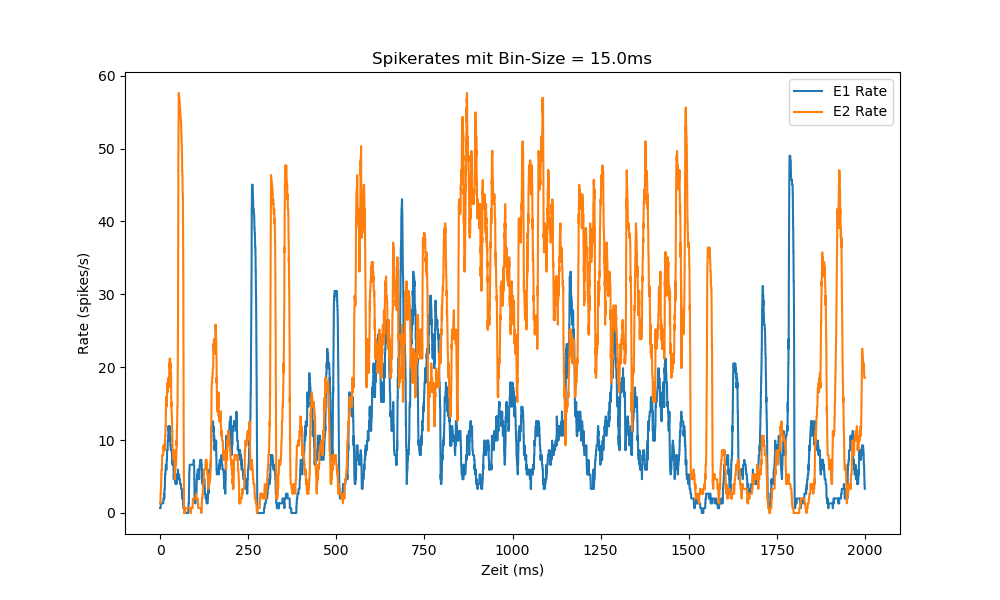 Spikerates mit Bin-Size = 15.0ms
E1 Rate
E2 Rate
60
50
40
30
20
10
0
Rate (spikes/s)
0 250 500 750 1000 1250 1500 1750 2000
Zeit (ms)